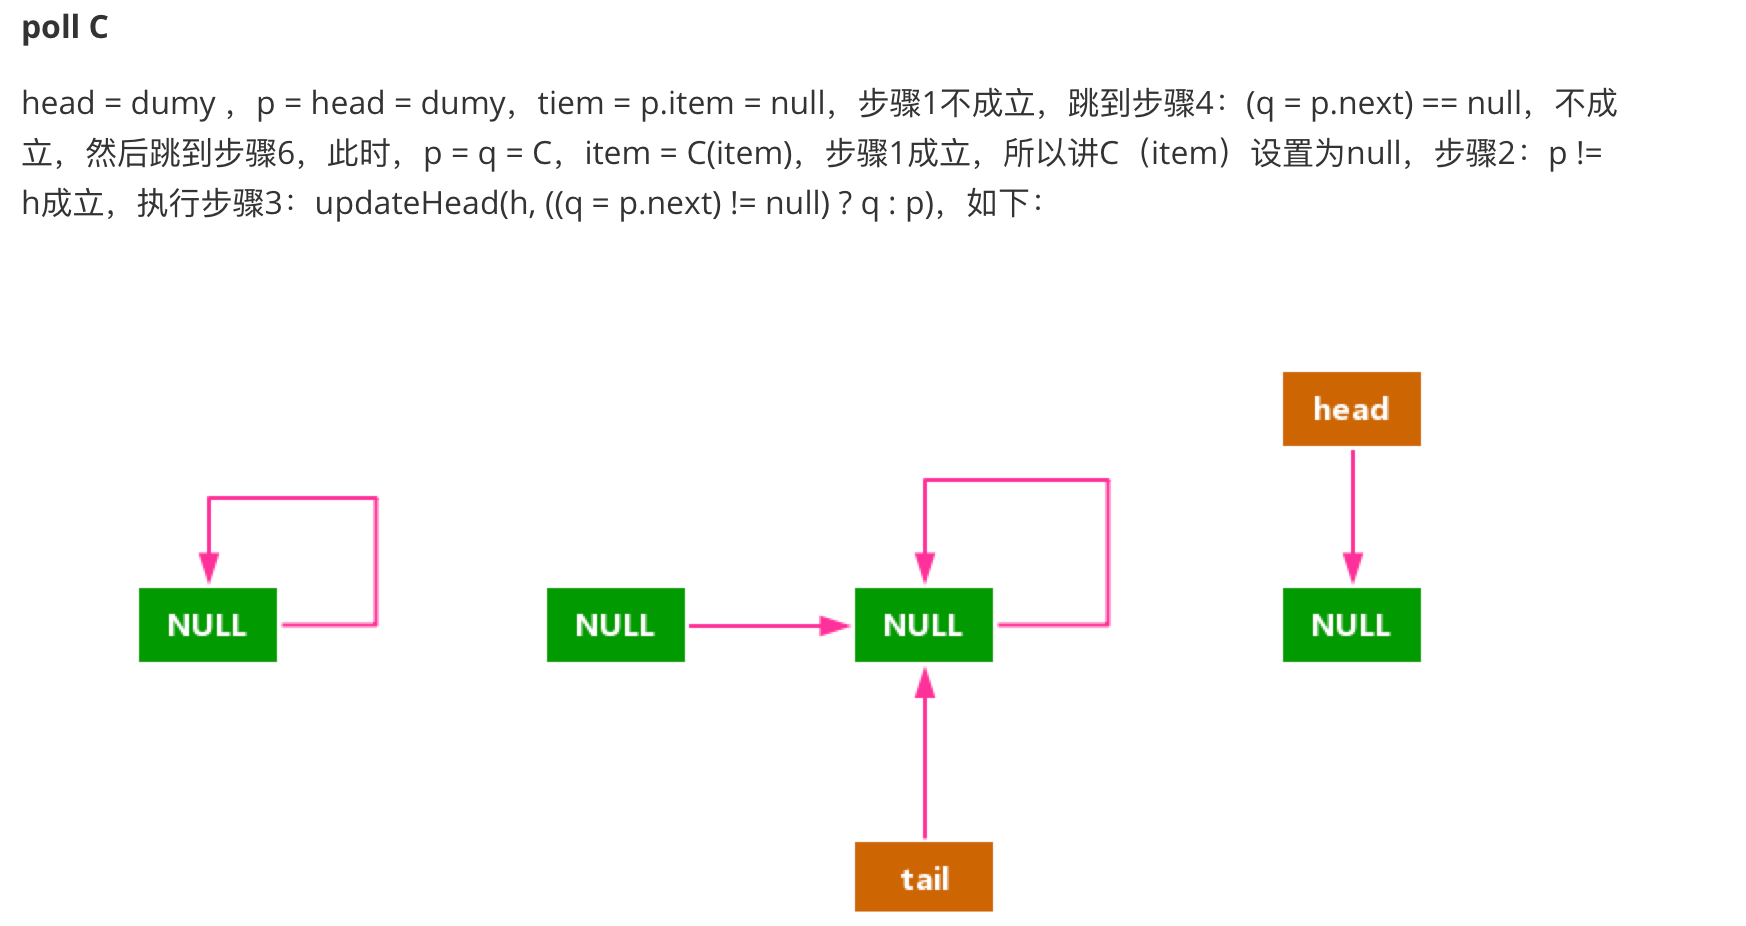 poll C
head = dumy ，p = head = dumy，tiem = p.item = null，步骤1不成立，跳到步骤4：(q = p.next) == null，不成
立，然后跳到步骤6，此时，p = q = C，item = C(item)，步骤1成立，所以讲C（item）设置为null，步骤2：p !=
h成立，执行步骤3：updateHead(h, ((q = p.next) != null) ? q : p)，如下：
head
NULL
NULL
NULL
NULL
tail